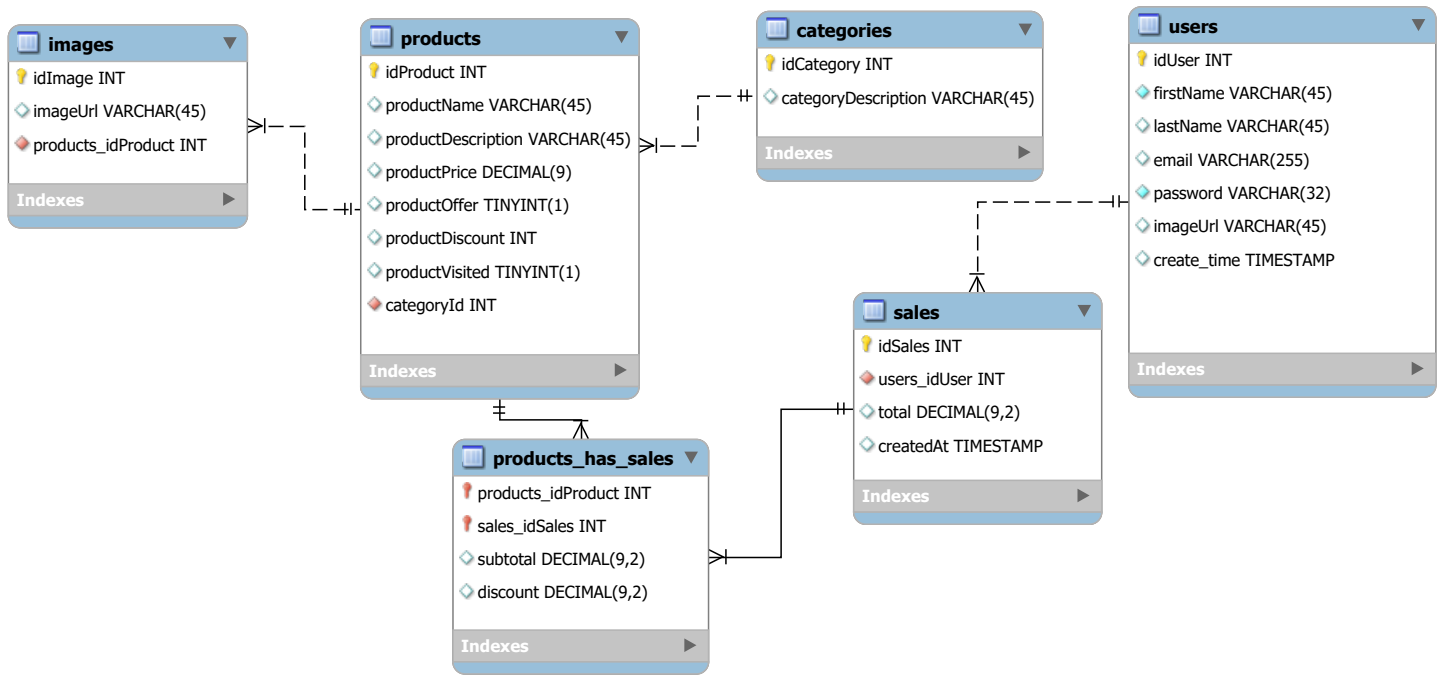 images
idImage INT
imageUrl VARCHAR(45)
products_idProduct INT
Indexes
products
idProduct INT
productName VARCHAR(45)
productDescription VARCHAR(45)
productPrice DECIMAL(9)
productOffer TINYINT(1)
productDiscount INT
productVisited TINYINT(1)
categoryId INT
Indexes
categories
idCategory INT
categoryDescription VARCHAR(45)
Indexes
users
idUser INT
firstName VARCHAR(45)
lastName VARCHAR(45)
email VARCHAR(255)
password VARCHAR(32)
imageUrl VARCHAR(45)
create_time TIMESTAMP
Indexes
sales
idSales INT
users_idUser INT
total DECIMAL(9,2)
createdAt TIMESTAMP
Indexes
products_has_sales
products_idProduct INT
sales_idSales INT
subtotal DECIMAL(9,2)
discount DECIMAL(9,2)
Indexes